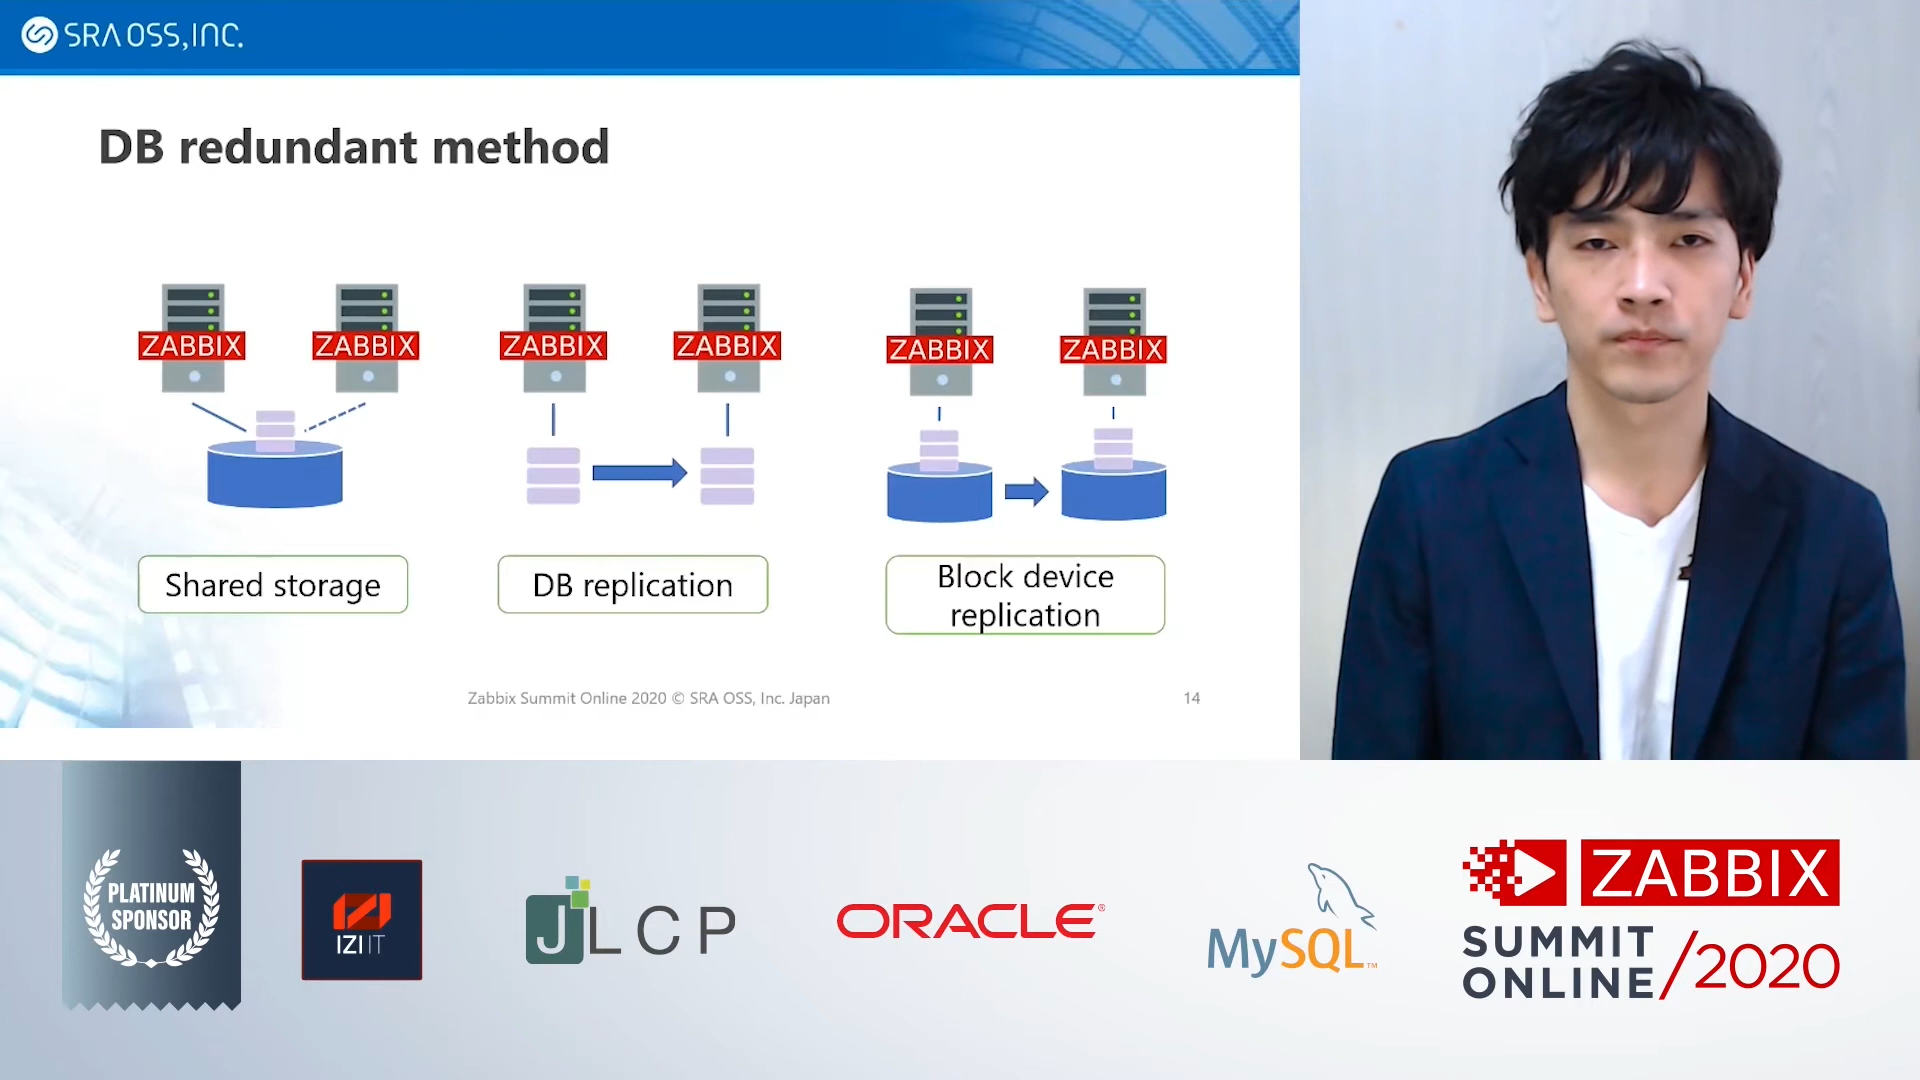 SRA OSS, INC.
DB redundant method
ZABBIX
ZABBIX
ZABBIX
ZABBIX
ZABBIX
ZABBIX
Shared storage
DB replication
Block device
replication
Zabbix Summit Online 2020 © SRA OSS, Inc. Japan
14
PLATINUM
SPONSOR
IZI IT
JLCP
ORACLE®
MySQL™
ZABBIX
SUMMIT
ONLINE/2020